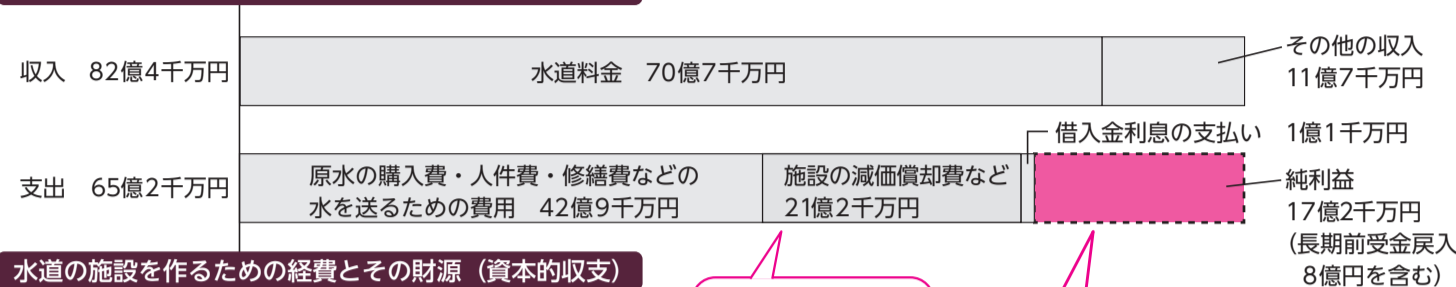 収入 82億4千万円
水道料金 70億7千万円
その他の収入
11億7千万円
借入金利息の支払い 1億1千万円
支出 65億2千万円
原水の購入費・人件費・修繕費などの
水を送るための費用 42億9千万円
施設の減価償却費など
21億2千万円
純利益
17億2千万円
(長期前受金戻入
8億円を含む)
水道の施設を作るための経費とその財源（資本的収支）